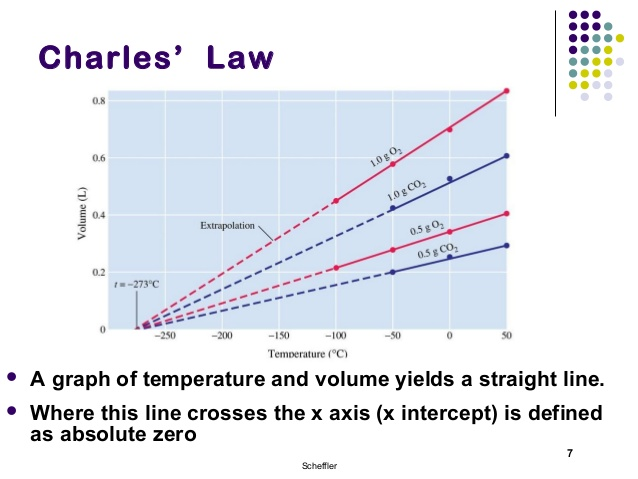 Charles’ Law
0.8
0.6
0.4
0.2
0
Volume (L)
1.0 g O₂
1.0 g CO₂
0.5 g O₂
0.5 g CO₂
Extrapolation
t = −273°C
−250 −200 −150 −100 −50 0 50
Temperature (°C)
• A graph of temperature and volume yields a straight line.
• Where this line crosses the x axis (x intercept) is defined
as absolute zero
7
Scheffler